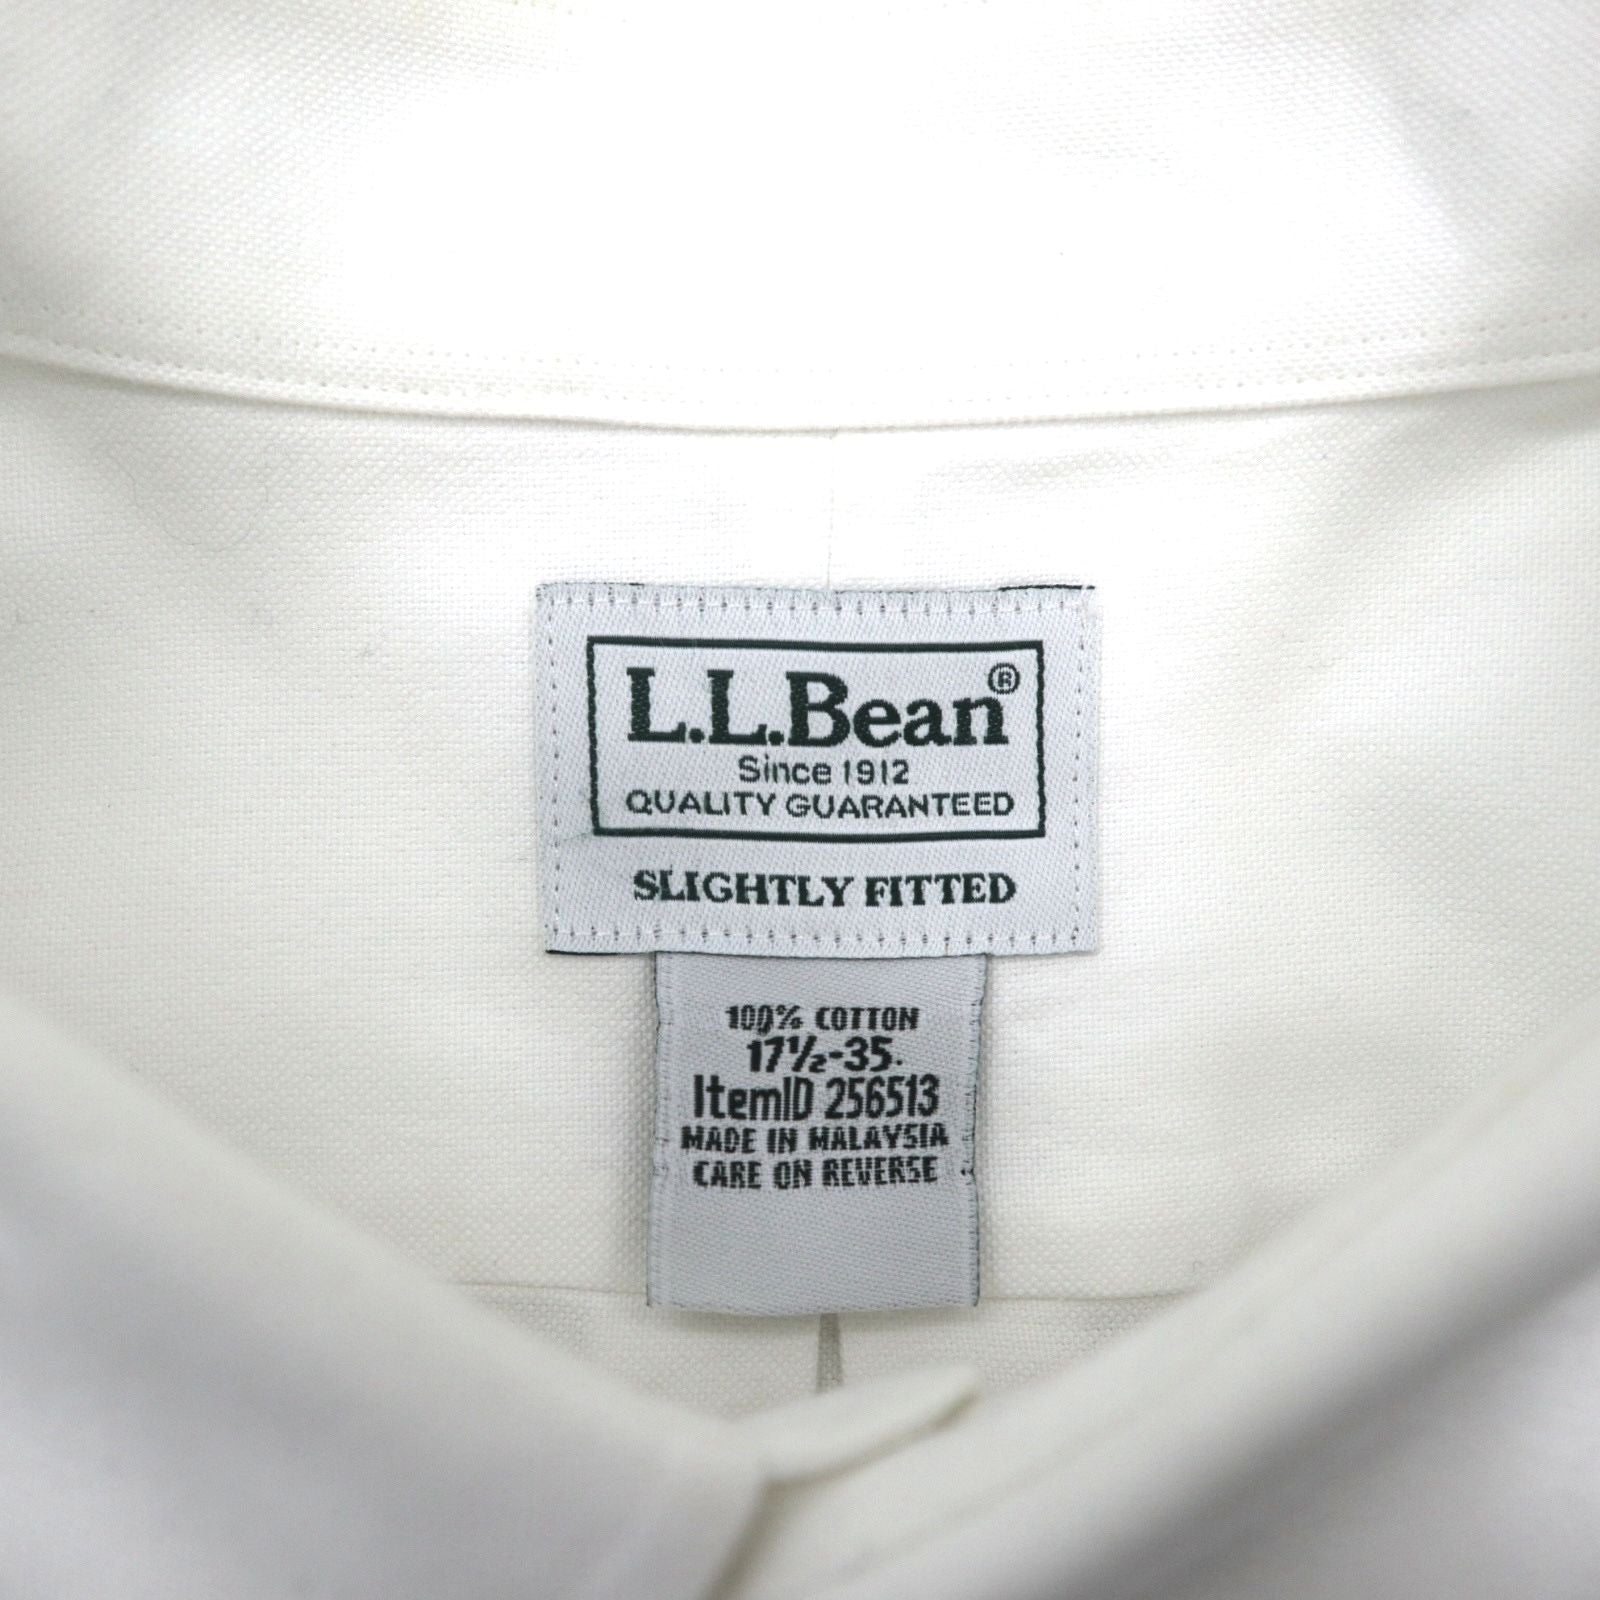 L.L.Bean®
Since 1912
QUALITY GUARANTEED
SLIGHTLY FITTED
100% COTTON
17½-35.
ItemID 256513
MADE IN MALAYSIA
CARE ON REVERSE